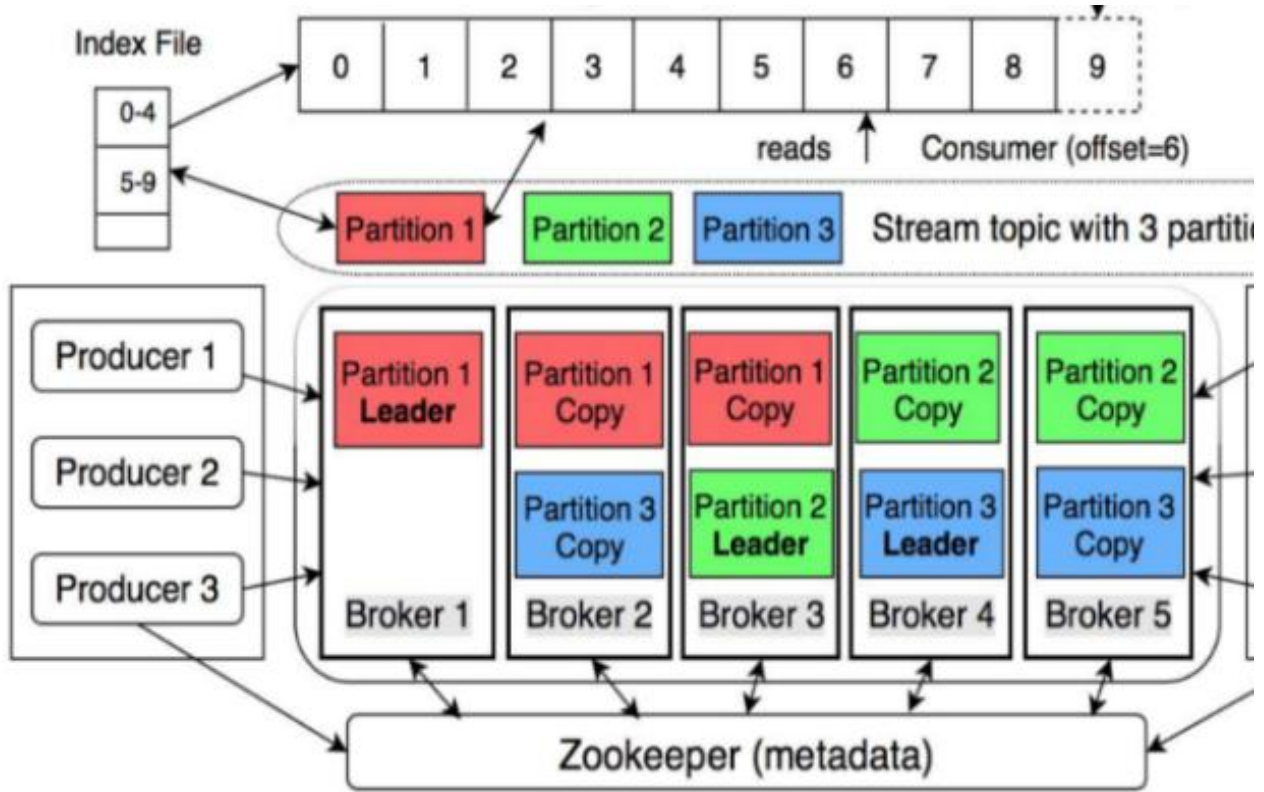 Index File
0 1 2 3 4 5 6 7 8 9
0-4
5-9
reads Consumer (offset=6)
Partition 1 Partition 2 Partition 3 Stream topic with 3 partitic
Producer 1
Producer 2
Producer 3
Partition 1 Leader
Broker 1
Partition 1 Copy
Partition 3 Copy
Broker 2
Partition 1 Copy
Partition 2 Leader
Broker 3
Partition 2 Copy
Partition 3 Leader
Broker 4
Partition 2 Copy
Partition 3 Copy
Broker 5
Zookeeper (metadata)